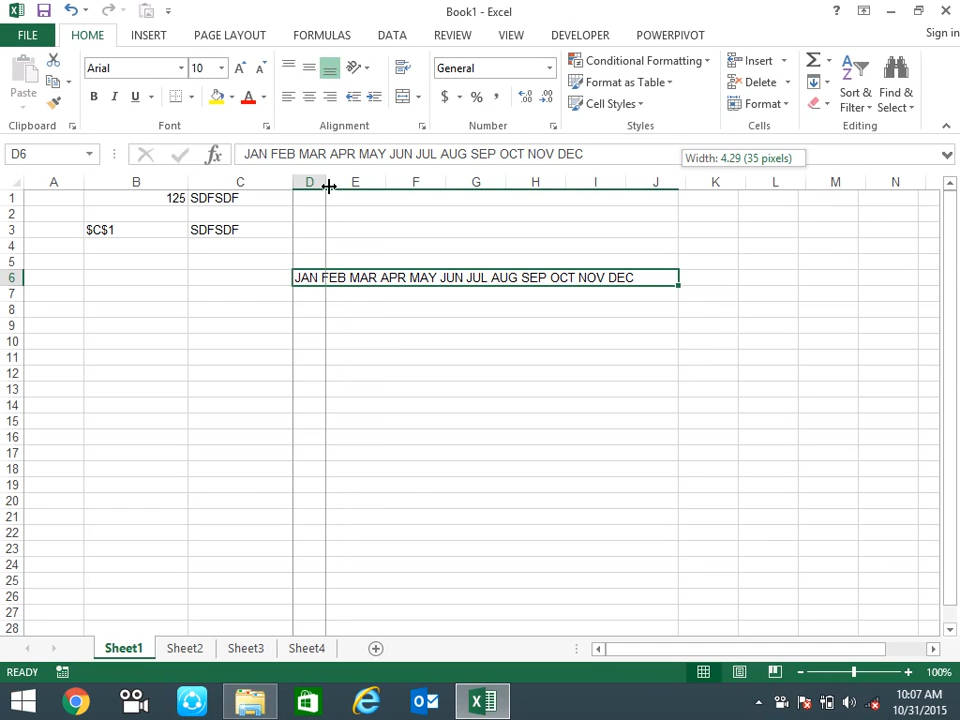 Book1 - Excel
?
FILE HOME INSERT PAGE LAYOUT FORMULAS DATA REVIEW VIEW DEVELOPER POWERPIVOT Sign in
Paste
Arial 10 A A
B I U A
General
$ % , .0 .00 .00 .0
Conditional Formatting
Format as Table
Cell Styles
Insert
Delete
Format
Sort & Filter
Find & Select
Clipboard Font Alignment Number Styles Cells Editing
D6 fx JAN FEB MAR APR MAY JUN JUL AUG SEP OCT NOV DEC
Width: 4.29 (35 pixels)
A B C D E F G H I J K L M N
1 125 SDFSDF
2
3 $C$1 SDFSDF
4
5
6 JAN FEB MAR APR MAY JUN JUL AUG SEP OCT NOV DEC
7
8
9
10
11
12
13
14
15
16
17
18
19
20
21
22
23
24
25
26
27
28
Sheet1 Sheet2 Sheet3 Sheet4
READY 100%
10:07 AM
10/31/2015